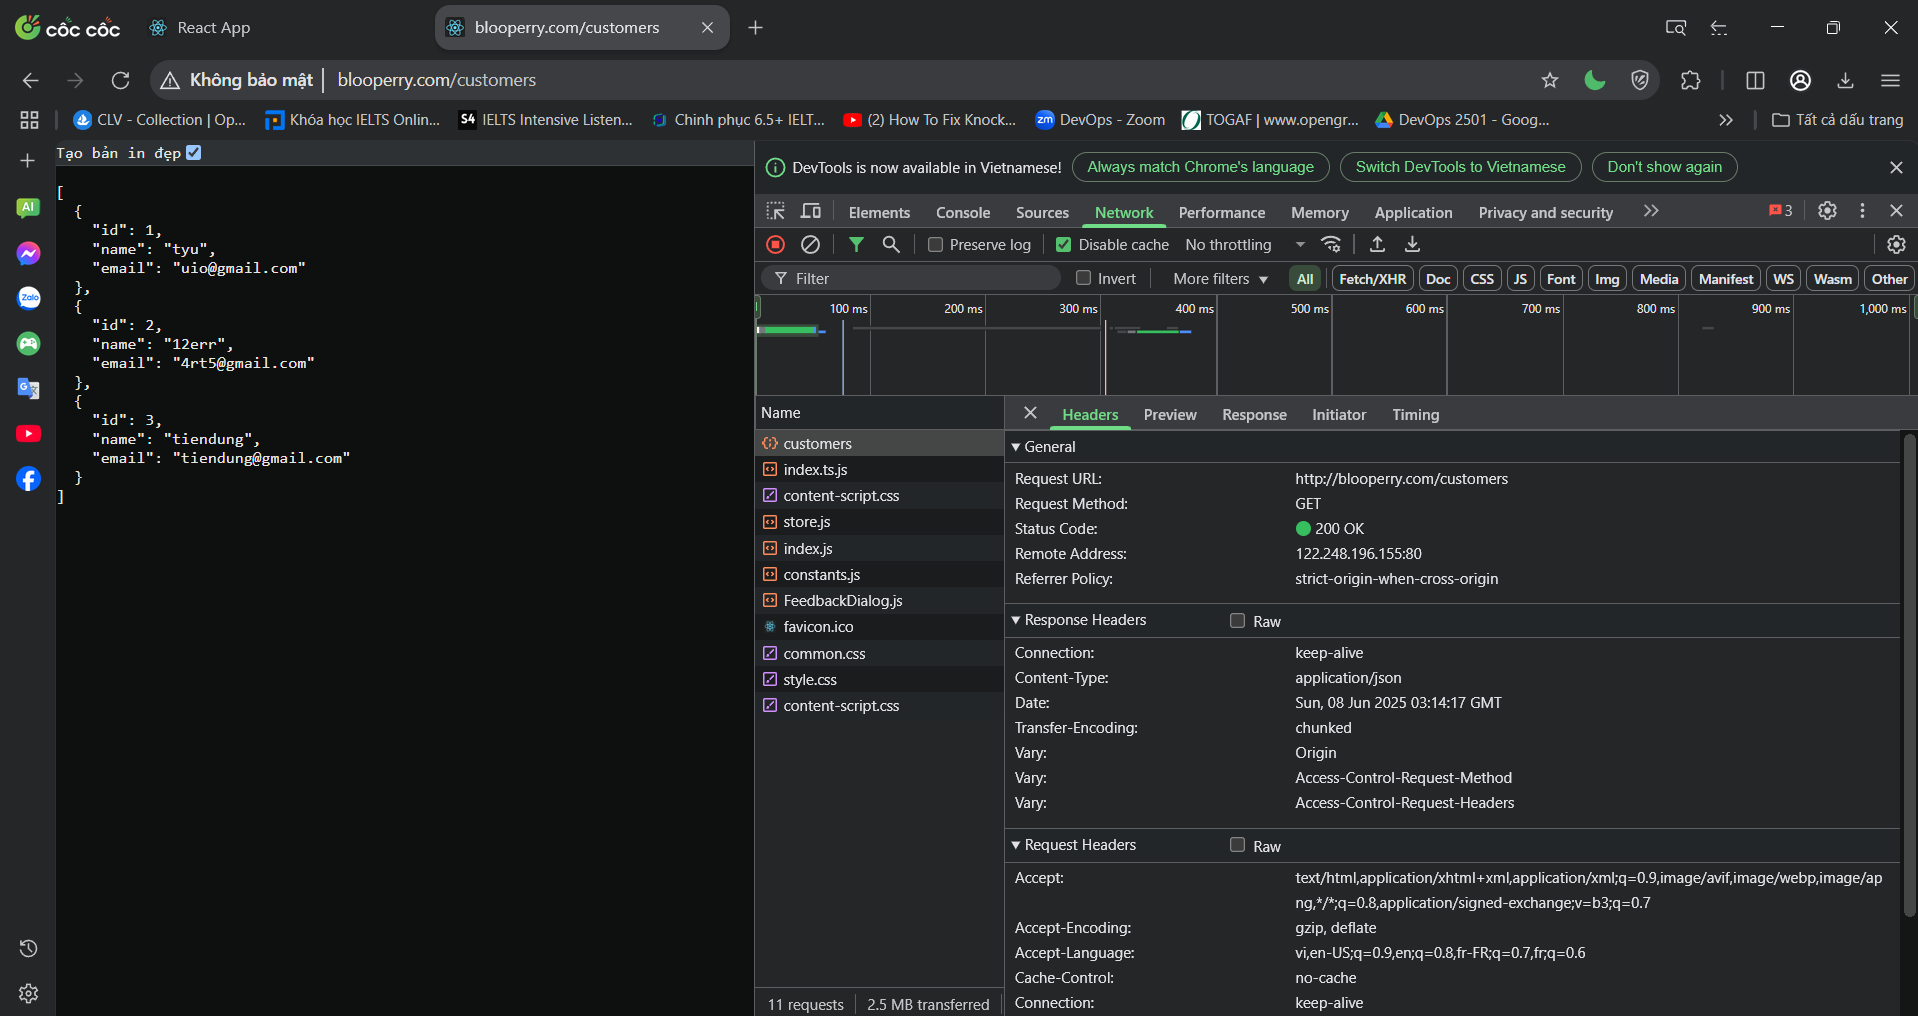 cốc cốc
React App
blooperry.com/customers
Không bảo mật
blooperry.com/customers
CLV - Collection | Op...
Khóa học IELTS Onlin...
S4
IELTS Intensive Listen...
Chinh phục 6.5+ IELT...
(2) How To Fix Knock...
zm
DevOps - Zoom
TOGAF | www.opengr...
DevOps 2501 - Goog...
Tất cả dấu trang
AI
Zalo
Tạo bản in đẹp
[
{
"id": 1,
"name": "tyu",
"email": "uio@gmail.com"
},
{
"id": 2,
"name": "12err",
"email": "4rt5@gmail.com"
},
{
"id": 3,
"name": "tiendung",
"email": "tiendung@gmail.com"
}
]
DevTools is now available in Vietnamese!
Always match Chrome's language
Switch DevTools to Vietnamese
Don't show again
Elements
Console
Sources
Network
Performance
Memory
Application
Privacy and security
3
Preserve log
Disable cache
No throttling
Filter
Invert
More filters
All
Fetch/XHR
Doc
CSS
JS
Font
Img
Media
Manifest
WS
Wasm
Other
100 ms
200 ms
300 ms
400 ms
500 ms
600 ms
700 ms
800 ms
900 ms
1,000 ms
Name
customers
index.ts.js
content-script.css
store.js
index.js
constants.js
FeedbackDialog.js
favicon.ico
common.css
style.css
content-script.css
11 requests
2.5 MB transferred
Headers
Preview
Response
Initiator
Timing
General
Request URL: http://blooperry.com/customers
Request Method: GET
Status Code: 200 OK
Remote Address: 122.248.196.155:80
Referrer Policy: strict-origin-when-cross-origin
Response Headers
Raw
Connection: keep-alive
Content-Type: application/json
Date: Sun, 08 Jun 2025 03:14:17 GMT
Transfer-Encoding: chunked
Vary: Origin
Vary: Access-Control-Request-Method
Vary: Access-Control-Request-Headers
Request Headers
Raw
Accept: text/html,application/xhtml+xml,application/xml;q=0.9,image/avif,image/webp,image/ap
ng,*/*;q=0.8,application/signed-exchange;v=b3;q=0.7
Accept-Encoding: gzip, deflate
Accept-Language: vi,en-US;q=0.9,en;q=0.8,fr-FR;q=0.7,fr;q=0.6
Cache-Control: no-cache
Connection: keep-alive